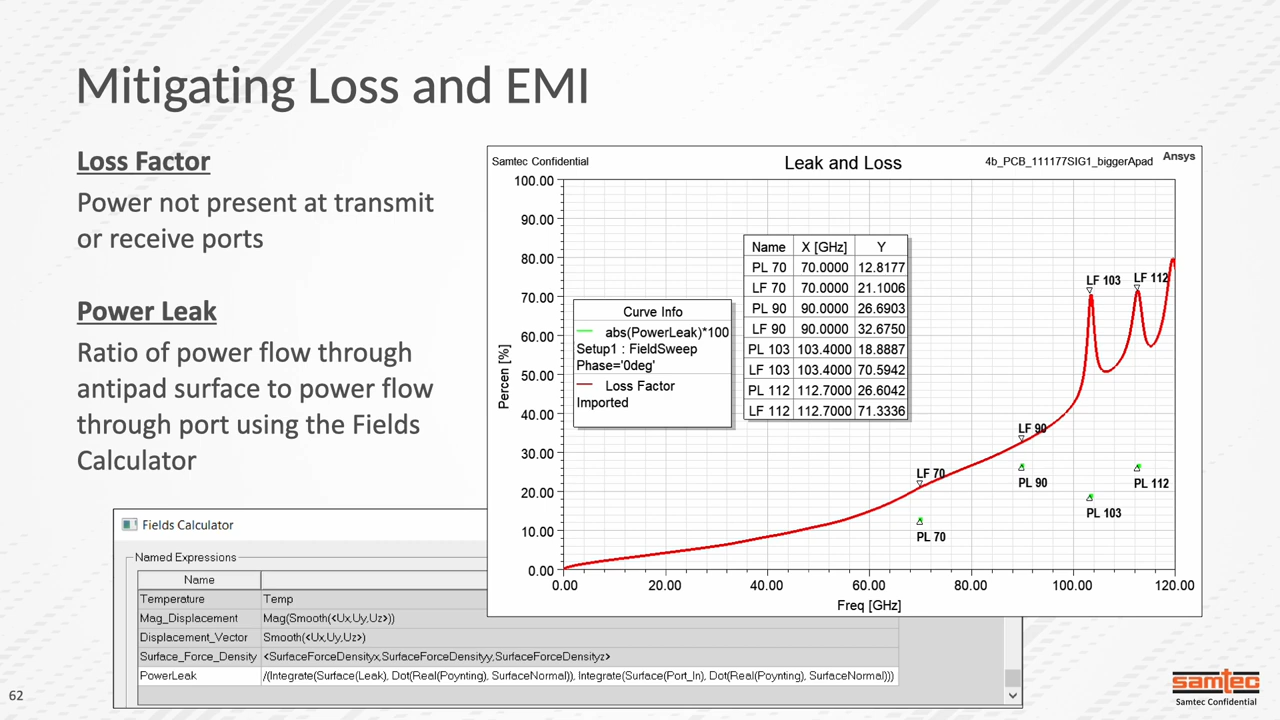 Mitigating Loss and EMI
Loss Factor
Power not present at transmit
or receive ports
Power Leak
Ratio of power flow through
antipad surface to power flow
through port using the Fields
Calculator
Samtec Confidential
Leak and Loss
4b_PCB_111177SIG1_biggerApad
Ansys
100.00
90.00
80.00
70.00
60.00
50.00
40.00
30.00
20.00
10.00
0.00
Percen [%]
0.00 20.00 40.00 60.00 80.00 100.00 120.00
Freq [GHz]
Curve Info
abs(PowerLeak)*100
Setup1 : FieldSweep
Phase='0deg'
Loss Factor
Imported
Name X [GHz] Y
PL 70 70.0000 12.8177
LF 70 70.0000 21.1006
PL 90 90.0000 26.6903
LF 90 90.0000 32.6750
PL 103 103.4000 18.8887
LF 103 103.4000 70.5942
PL 112 112.7000 26.6042
LF 112 112.7000 71.3336
LF 103
LF 112
LF 90
LF 70
PL 90
PL 112
PL 103
PL 70
Fields Calculator
Named Expressions
Name
Temperature Temp
Mag_Displacement Mag(Smooth(<Ux,Uy,Uz>))
Displacement_Vector Smooth(<Ux,Uy,Uz>)
Surface_Force_Density <SurfaceForceDensityx,SurfaceForceDensityy,SurfaceForceDensityz>
PowerLeak /(Integrate(Surface(Leak), Dot(Real(Poynting), SurfaceNormal)), Integrate(Surface(Port_In), Dot(Real(Poynting), SurfaceNormal)))
62
samtec
Samtec Confidential